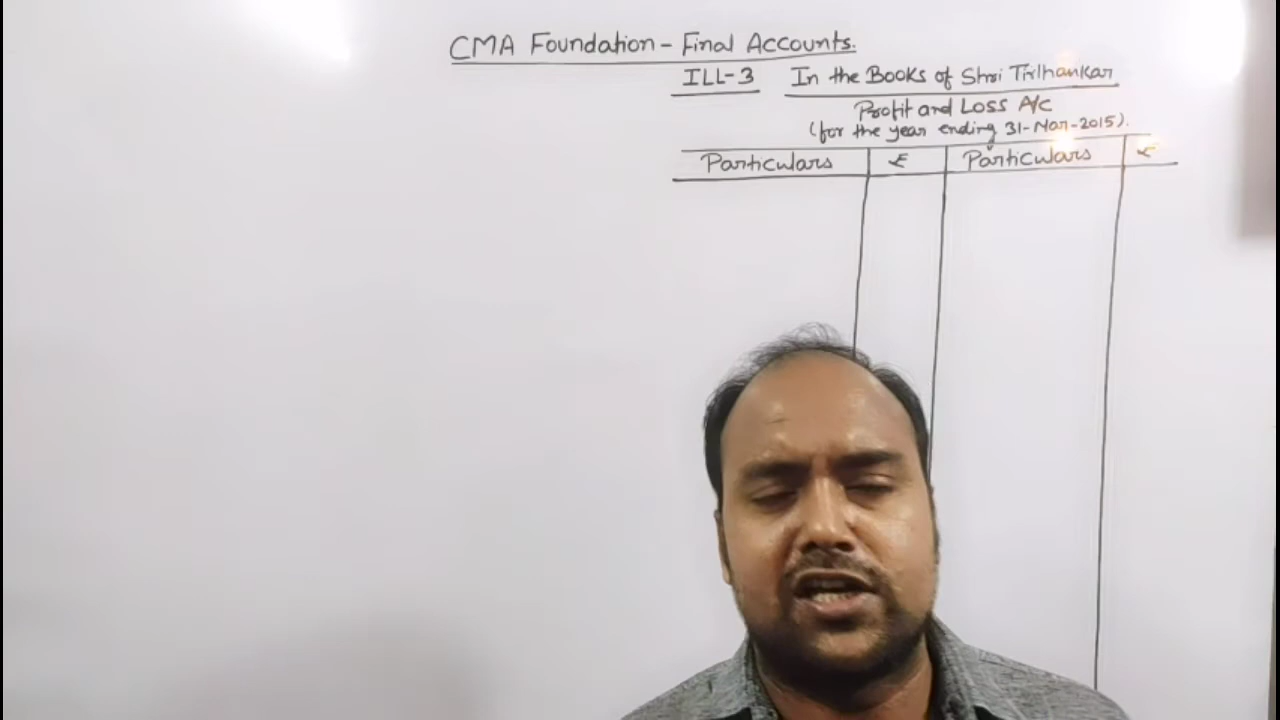 CMA Foundation - Final Accounts.
ILL-3 In the Books of Shri Tirthankar
Profit and Loss A/c
(for the year ending 31-Mar-2015).
Particulars ₹ Particulars ₹